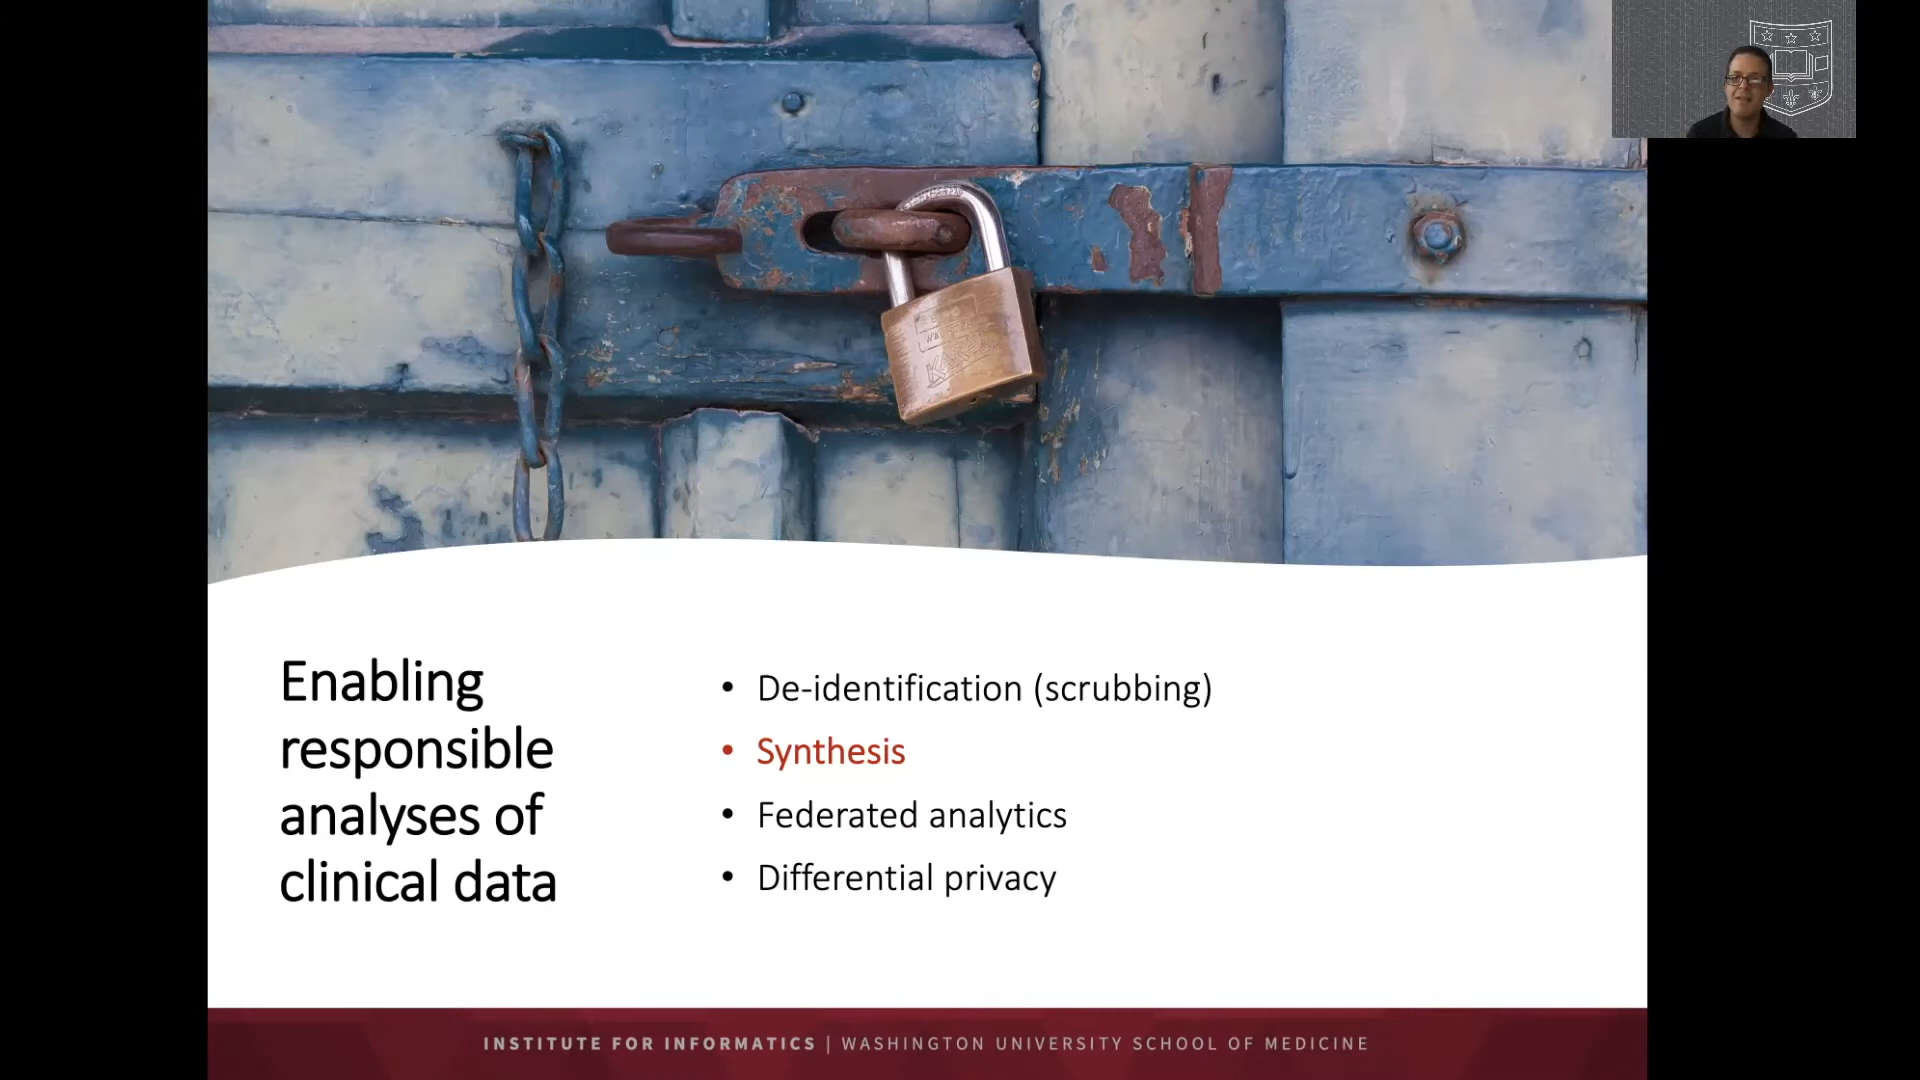 Enabling
responsible
analyses of
clinical data
• De-identification (scrubbing)
• Synthesis
• Federated analytics
• Differential privacy
INSTITUTE FOR INFORMATICS | WASHINGTON UNIVERSITY SCHOOL OF MEDICINE